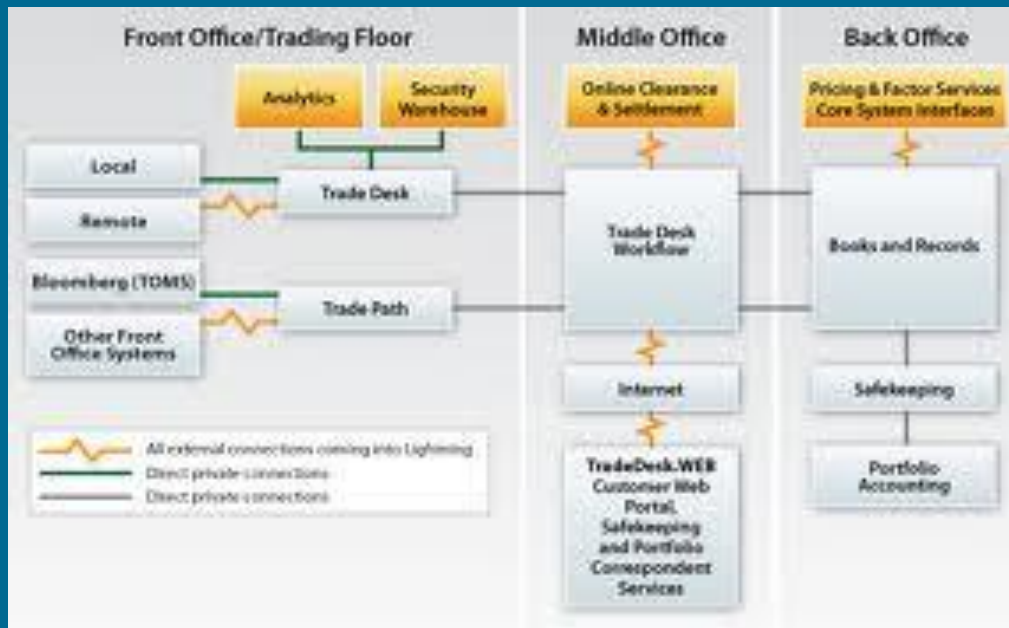 Front Office/Trading Floor
Middle Office
Back Office
Analytics
Security
Warehouse
Online Clearance
& Settlement
Pricing & Factor Services
Core System Interfaces
Local
Remote
Trade Desk
Trade Desk
Workflow
Books and Records
Bloomberg (TOMS)
Other Front
Office Systems
Trade Path
Internet
Safekeeping
All external connections coming into Lightning
Direct private connections
Direct private connections
TradeDesk.WEB
Customer Web
Portal,
Safekeeping
and Portfolio
Correspondent
Services
Portfolio
Accounting